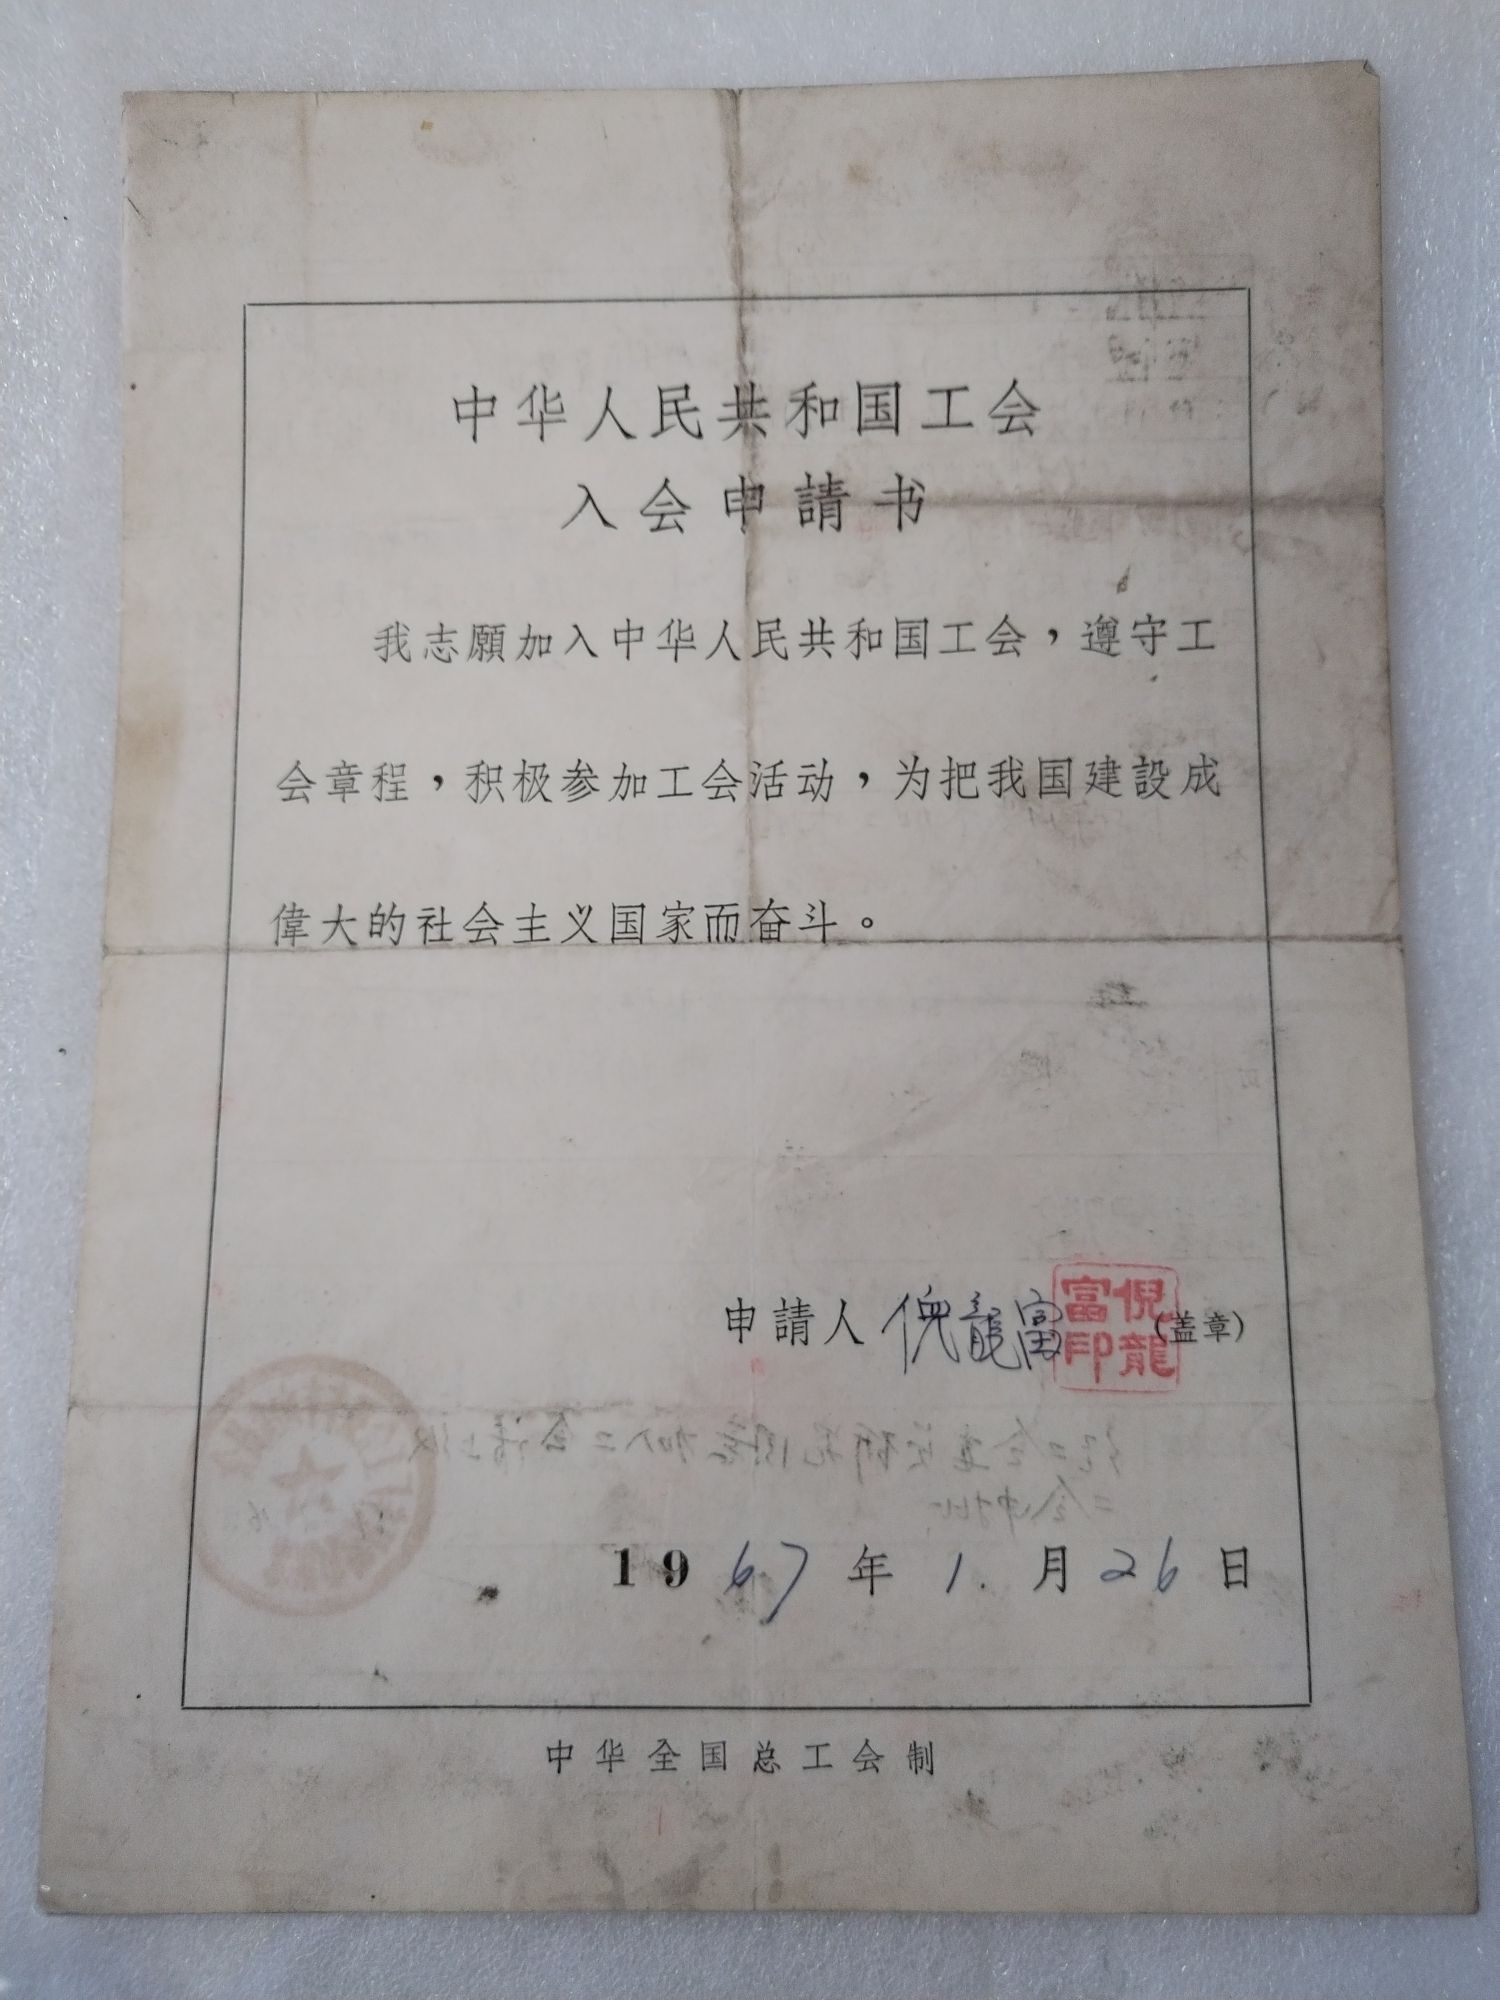 中华人民共和国工会
入会申請书
我志願加入中华人民共和国工会，遵守工
会章程，积极参加工会活动，为把我国建設成
偉大的社会主义国家而奋斗。
申請人 倪龍富 (盖章)
倪龍富印
1967年1.月26日
中华全国总工会制